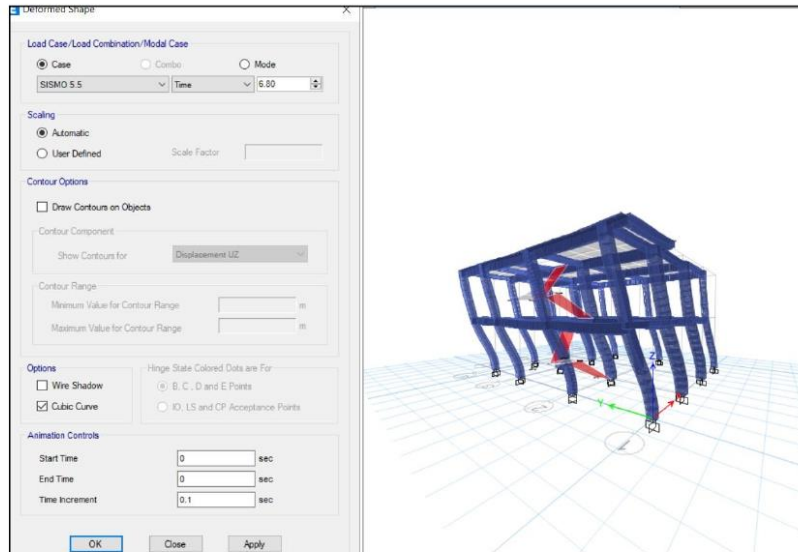 Deformed Shape
Load Case/Load Combination/Modal Case
Case Combo Mode
SISMO 5.5 Time 6.80
Scaling
Automatic
User Defined Scale Factor
Contour Options
Draw Contours on Objects
Contour Component
Show Contours for Displacement UZ
Contour Range
Minimum Value for Contour Range m
Maximum Value for Contour Range m
Options
Wire Shadow
Cubic Curve
Hinge State Colored Dots are For
B, C, D and E Points
IO, LS and CP Acceptance Points
Animation Controls
Start Time 0 sec
End Time 0 sec
Time Increment 0.1 sec
OK Close Apply
Z
Y